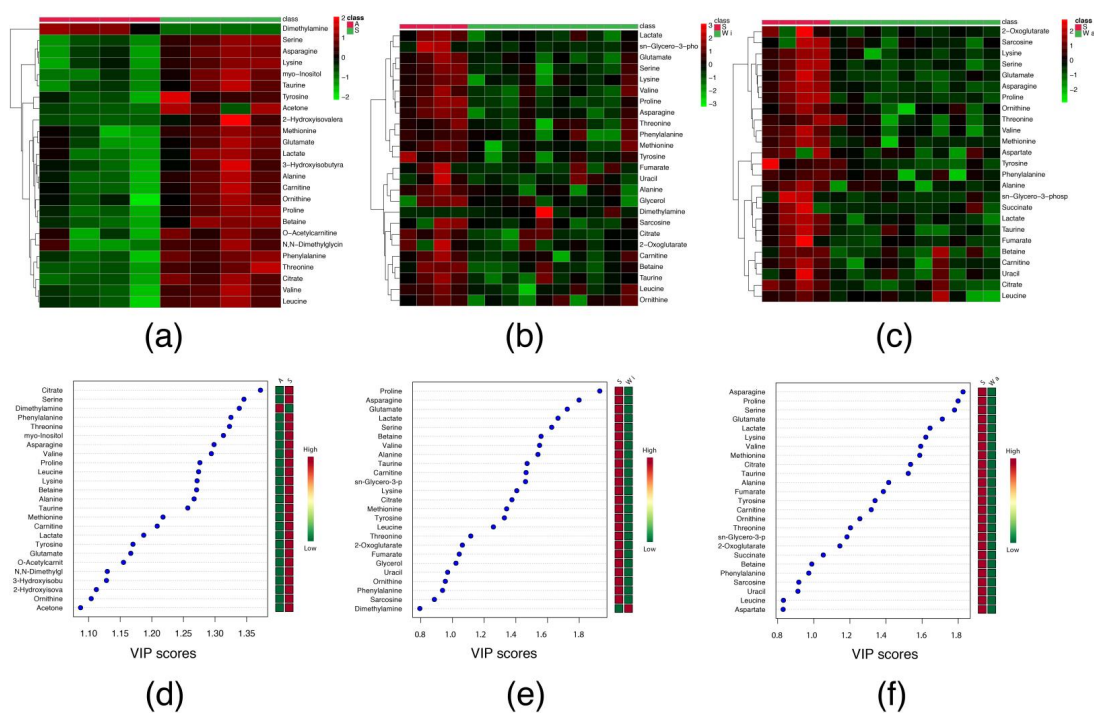 class
2
class
A
S
1
0
−1
−2
Dimethylamine
Serine
Asparagine
Lysine
myo−Inositol
Taurine
Tyrosine
Acetone
2−Hydroxyisovalera
Methionine
Glutamate
Lactate
3−Hydroxyisobutyra
Alanine
Carnitine
Ornithine
Proline
Betaine
O−Acetylcarnitine
N,N−Dimethylglycin
Phenylalanine
Threonine
Citrate
Valine
Leucine
(a)
class
3
class
S
W i
2
1
0
−1
−2
−3
Lactate
sn−Glycero−3−pho
Glutamate
Serine
Lysine
Valine
Proline
Asparagine
Threonine
Phenylalanine
Methionine
Tyrosine
Fumarate
Uracil
Alanine
Glycerol
Dimethylamine
Sarcosine
Citrate
2−Oxoglutarate
Carnitine
Betaine
Taurine
Leucine
Ornithine
(b)
class
class
S
W a
2
1
0
−1
−2
2−Oxoglutarate
Sarcosine
Lysine
Serine
Glutamate
Asparagine
Proline
Ornithine
Threonine
Valine
Methionine
Aspartate
Tyrosine
Phenylalanine
Alanine
sn−Glycero−3−phosp
Succinate
Lactate
Taurine
Fumarate
Betaine
Carnitine
Uracil
Citrate
Leucine
(c)
A S
Citrate
Serine
Dimethylamine
Phenylalanine
Threonine
myo−Inositol
Asparagine
Valine
Proline
Leucine
Lysine
Betaine
Alanine
Taurine
Methionine
Carnitine
Lactate
Tyrosine
Glutamate
O−Acetylcarnit
N,N−Dimethylgl
3−Hydroxyisobu
2−Hydroxyisova
Ornithine
Acetone
High
Low
1.10 1.15 1.20 1.25 1.30 1.35
VIP scores
(d)
S W i
Proline
Asparagine
Glutamate
Lactate
Serine
Betaine
Valine
Alanine
Taurine
Carnitine
sn−Glycero−3−p
Lysine
Citrate
Methionine
Tyrosine
Leucine
Threonine
2−Oxoglutarate
Fumarate
Glycerol
Uracil
Ornithine
Phenylalanine
Sarcosine
Dimethylamine
High
Low
0.8 1.0 1.2 1.4 1.6 1.8
VIP scores
(e)
S W a
Asparagine
Proline
Serine
Glutamate
Lactate
Lysine
Valine
Methionine
Citrate
Taurine
Alanine
Fumarate
Tyrosine
Carnitine
Ornithine
Threonine
sn−Glycero−3−p
2−Oxoglutarate
Succinate
Betaine
Phenylalanine
Sarcosine
Uracil
Leucine
Aspartate
High
Low
0.8 1.0 1.2 1.4 1.6 1.8
VIP scores
(f)